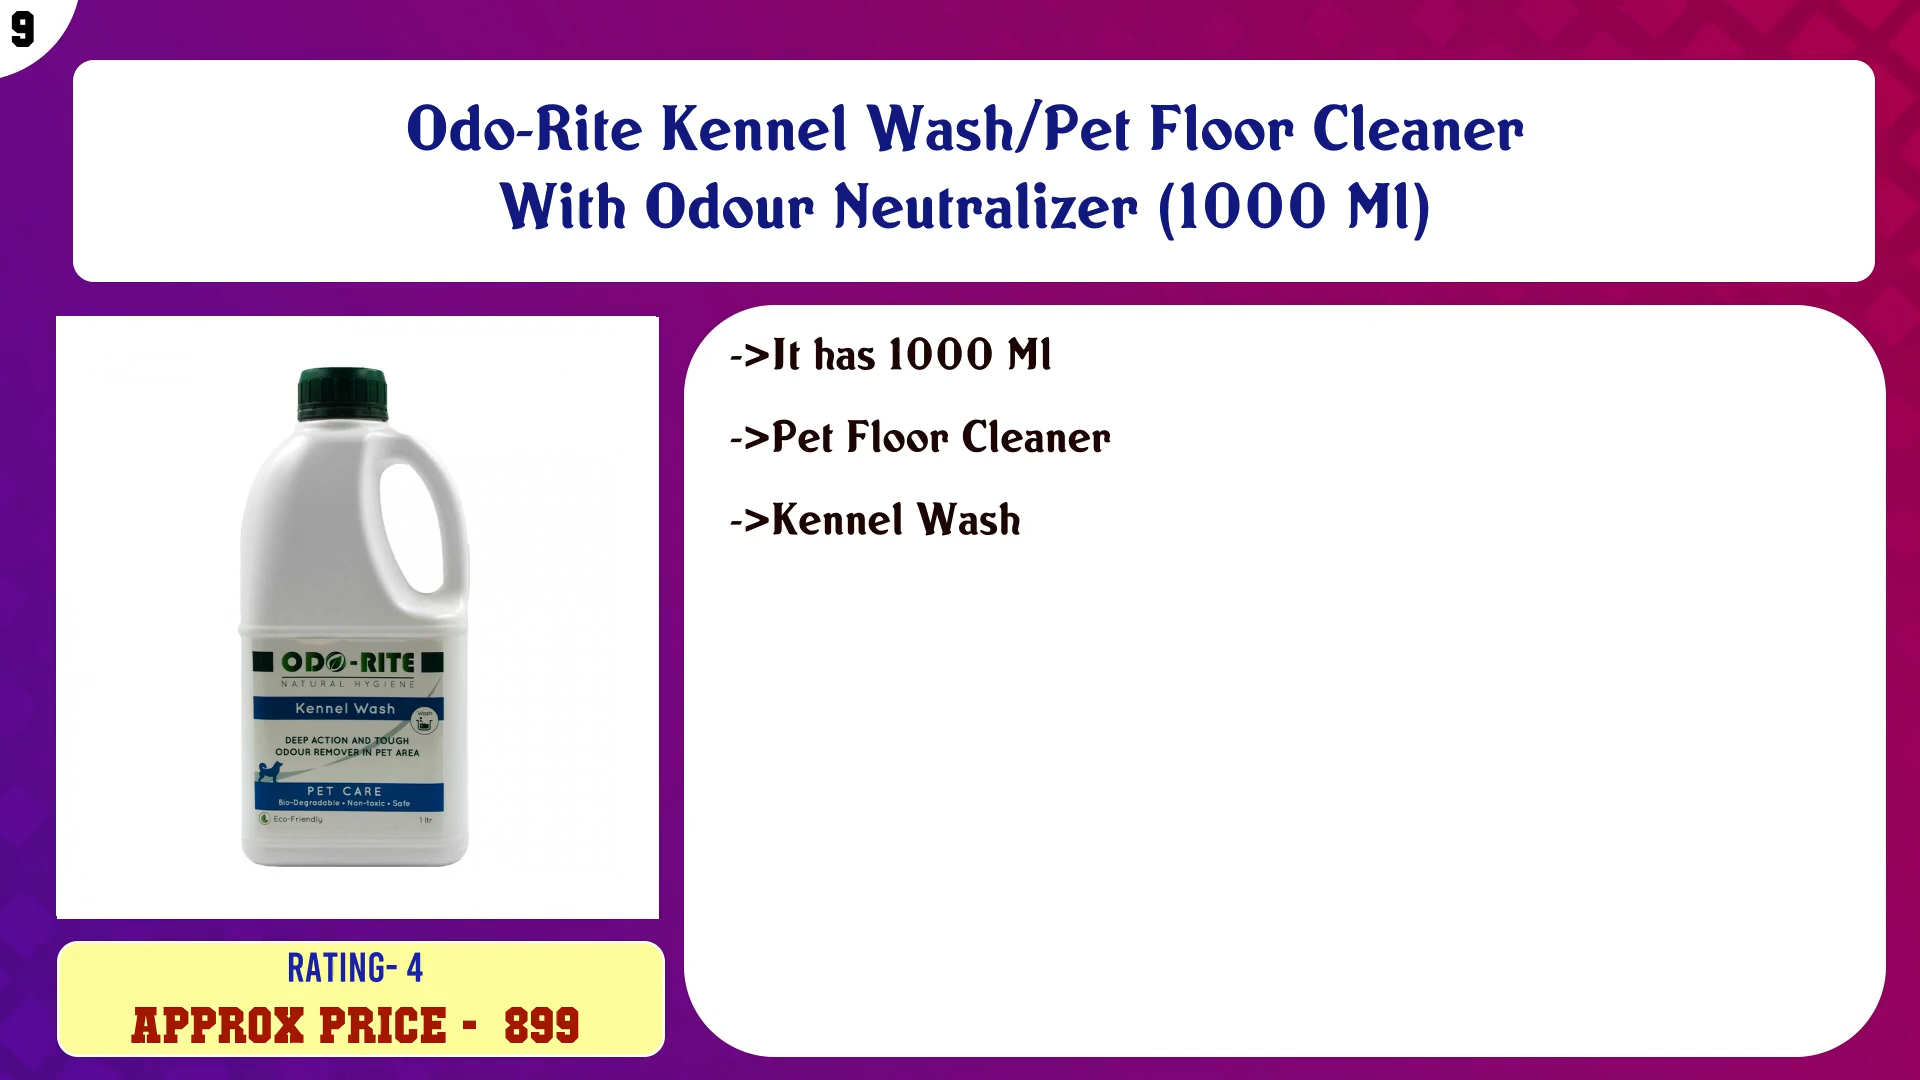 9
Odo-Rite Kennel Wash/Pet Floor Cleaner
With Odour Neutralizer (1000 Ml)
->It has 1000 Ml
->Pet Floor Cleaner
->Kennel Wash
ODO-RITE
NATURAL HYGIENE
Kennel Wash
Wash
DEEP ACTION AND TOUGH
ODOUR REMOVER IN PET AREA
PET CARE
Bio-Degradable • Non-toxic • Safe
Eco-Friendly 1 ltr
RATING- 4
APPROX PRICE - 899